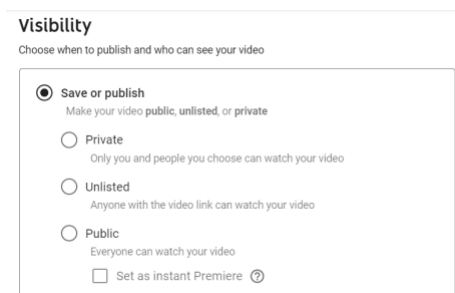 Visibility
Choose when to publish and who can see your video
Save or publish
Make your video public, unlisted, or private
Private
Only you and people you choose can watch your video
Unlisted
Anyone with the video link can watch your video
Public
Everyone can watch your video
Set as instant Premiere ?